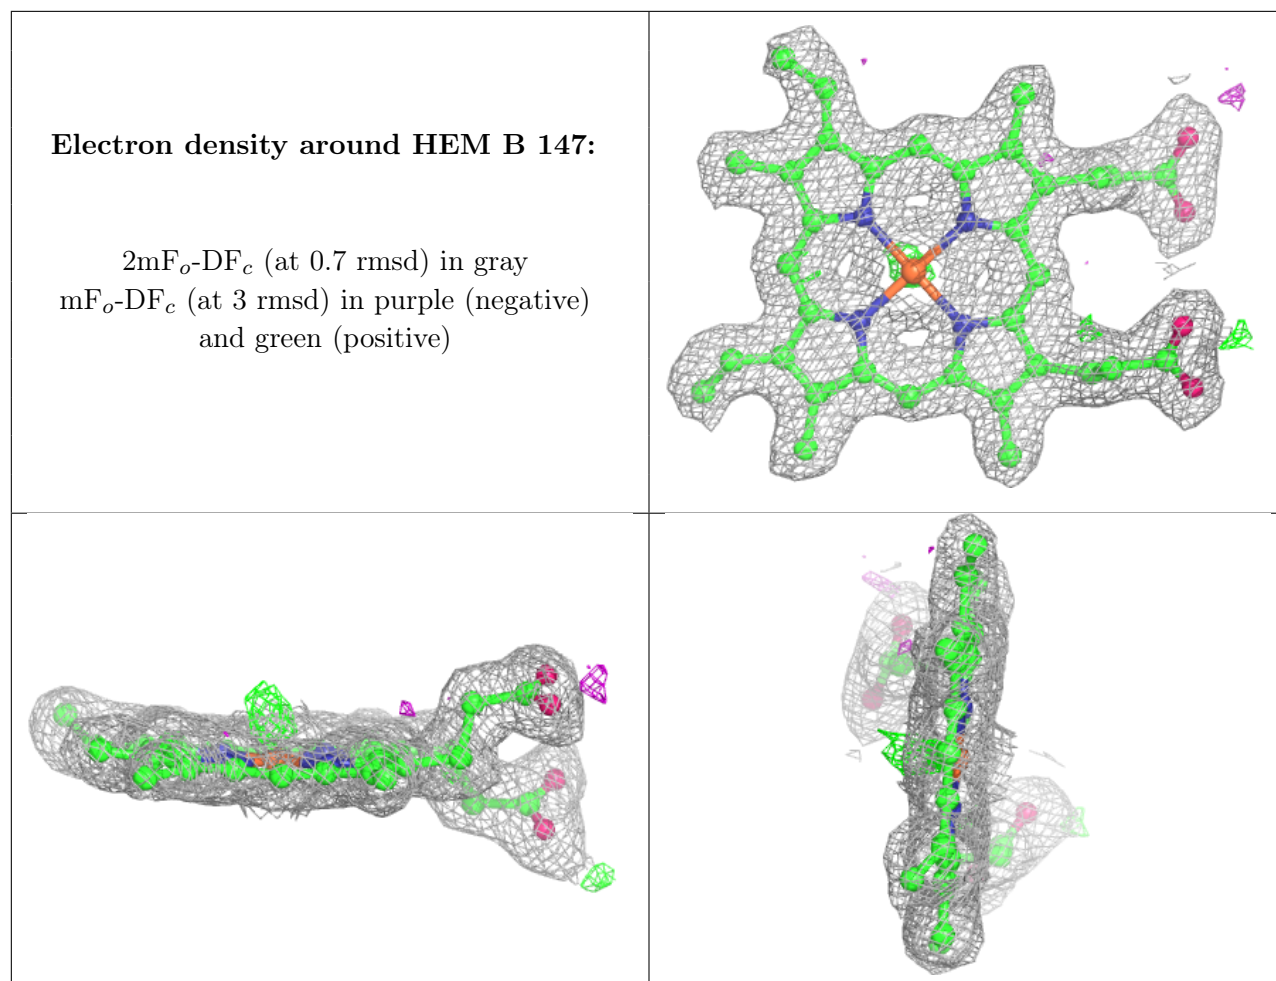 Electron density around HEM B 147:
2mFₒ-DF𝒸 (at 0.7 rmsd) in gray
mFₒ-DF𝒸 (at 3 rmsd) in purple (negative)
and green (positive)